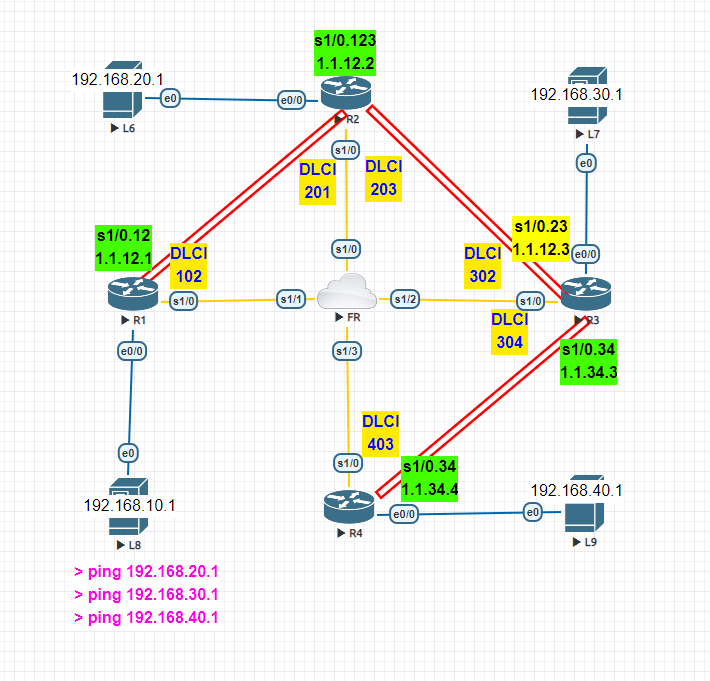 s1/0.123
1.1.12.2
192.168.20.1
e0
e0/0
R2
L6
192.168.30.1
L7
s1/0
e0
DLCI
201
DLCI
203
s1/0.12
1.1.12.1
DLCI
102
s1/0.23
1.1.12.3
s1/0
DLCI
302
e0/0
R1
s1/0
s1/1
FR
s1/2
s1/0
R3
DLCI
304
e0/0
s1/3
s1/0.34
1.1.34.3
DLCI
403
e0
s1/0
s1/0.34
1.1.34.4
192.168.10.1
L8
R4
e0/0
e0
192.168.40.1
L9
> ping 192.168.20.1
> ping 192.168.30.1
> ping 192.168.40.1